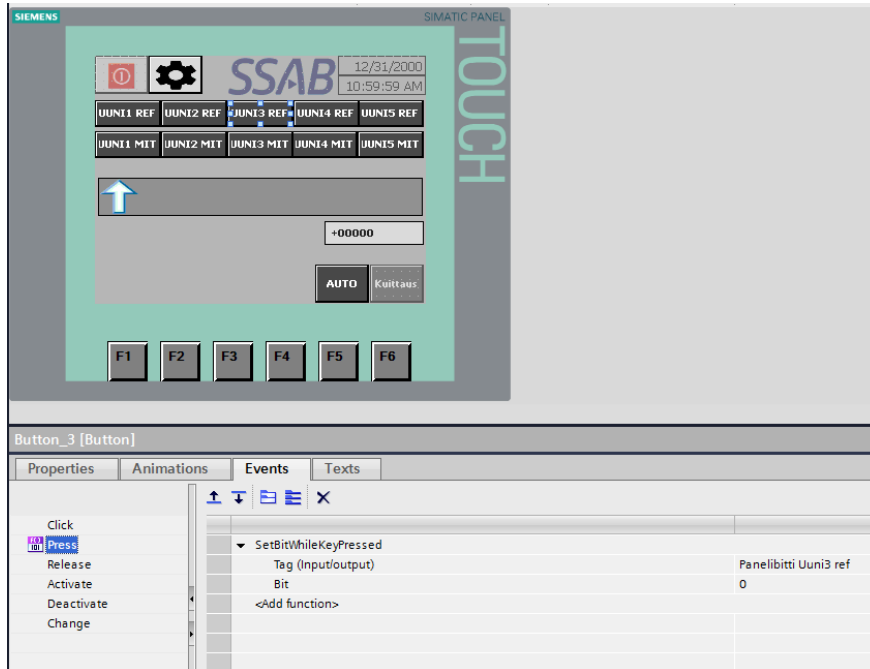 SIEMENS
SIMATIC PANEL
TOUCH
SSAB
12/31/2000
10:59:59 AM
UUNI1 REF UUNI2 REF UUNI3 REF UUNI4 REF UUNI5 REF
UUNI1 MIT UUNI2 MIT UUNI3 MIT UUNI4 MIT UUNI5 MIT
+00000
AUTO Kuittaus
F1 F2 F3 F4 F5 F6
Button_3 [Button]
Properties Animations Events Texts
Click
Press
Release
Activate
Deactivate
Change
SetBitWhileKeyPressed
Tag (Input/output) Panelibitti Uuni3 ref
Bit 0
<Add function>